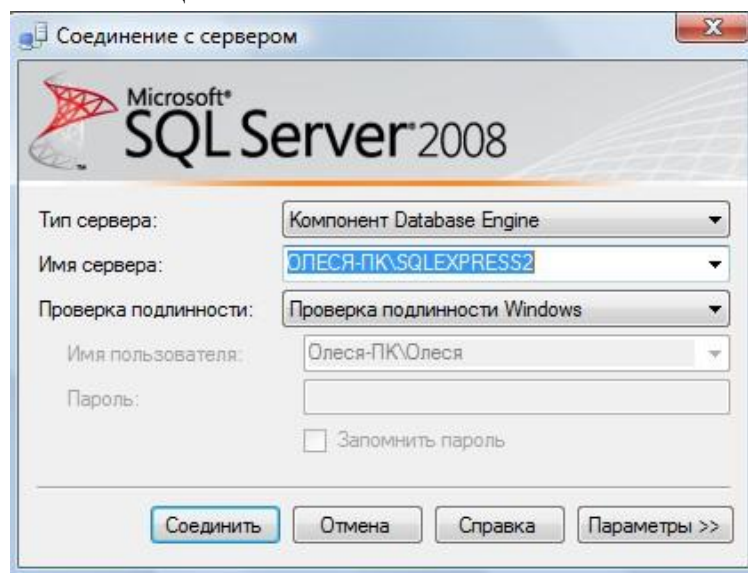 Соединение с сервером
Microsoft®
SQL Server® 2008
Тип сервера: Компонент Database Engine
Имя сервера: ОЛЕСЯ-ПК\SQLEXPRESS2
Проверка подлинности: Проверка подлинности Windows
Имя пользователя: Олеся-ПК\Олеся
Пароль:
Запомнить пароль
Соединить Отмена Справка Параметры >>